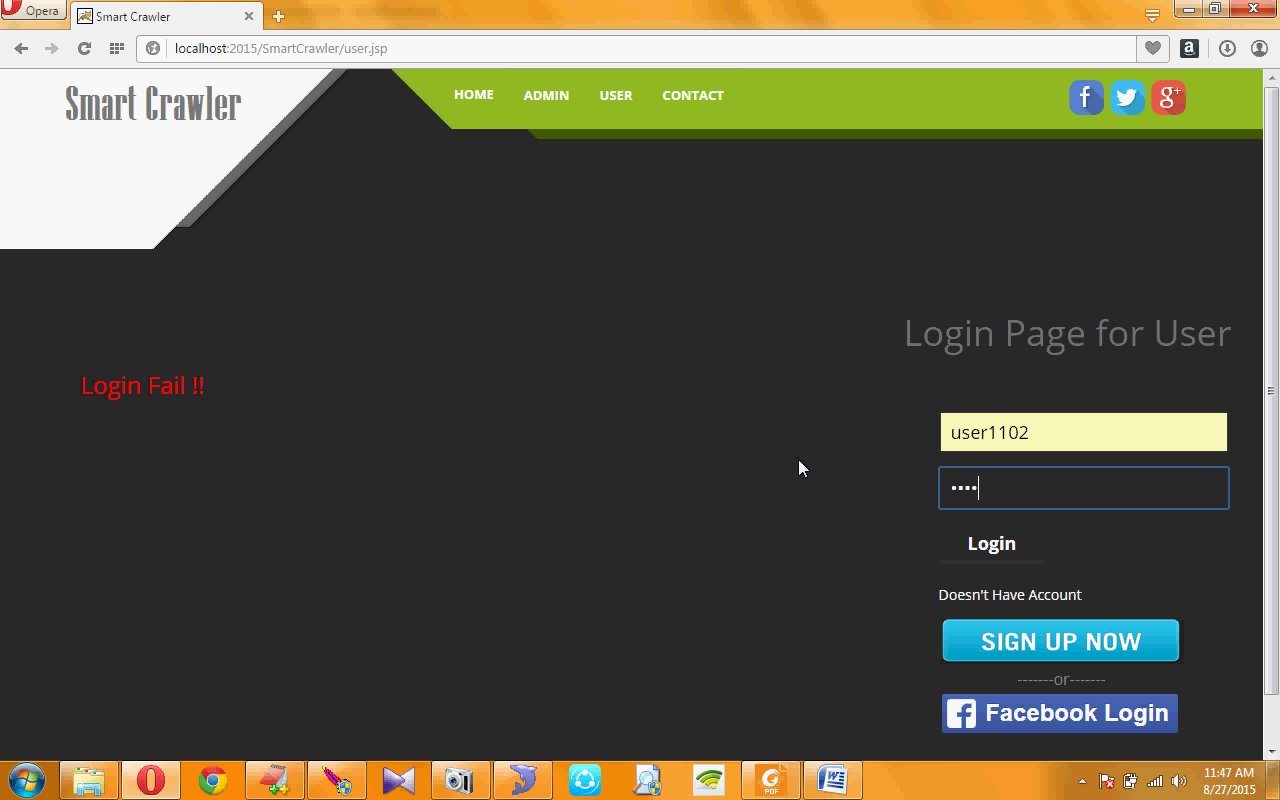 Opera
Smart Crawler
localhost:2015/SmartCrawler/user.jsp
a
Smart Crawler
HOME ADMIN USER CONTACT
f
g+
Login Page for User
Login Fail !!
user1102
••••
Login
Doesn't Have Account
SIGN UP NOW
-------or-------
f Facebook Login
G
PDF
W
11:47 AM
8/27/2015